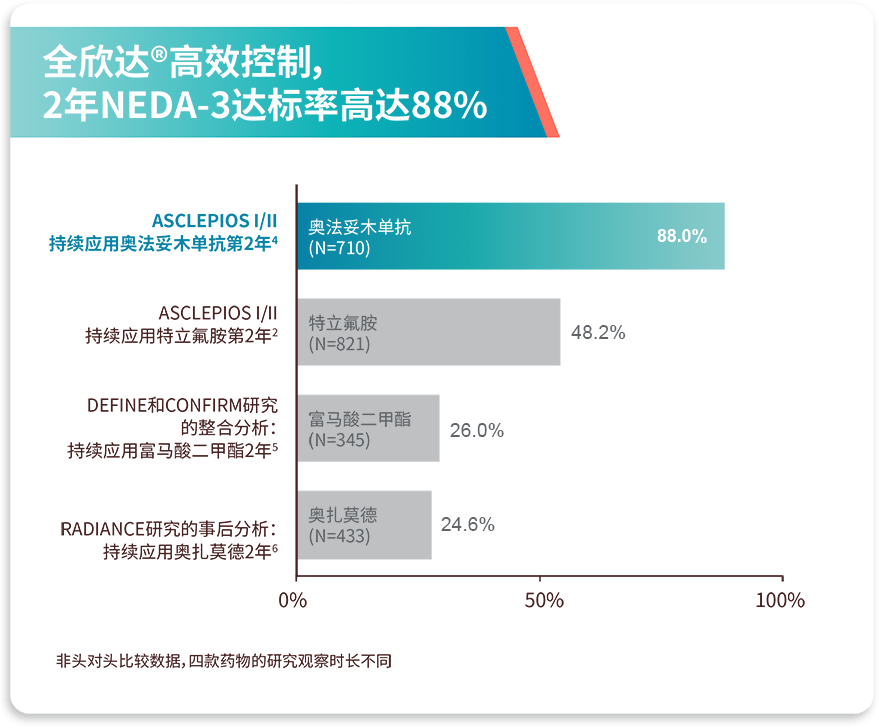 全欣达®高效控制,
2年NEDA-3达标率高达88%
ASCLEPIOS I/II
持续应用奥法妥木单抗第2年4
奥法妥木单抗
(N=710)
88.0%
ASCLEPIOS I/II
持续应用特立氟胺第2年2
特立氟胺
(N=821)
48.2%
DEFINE和CONFIRM研究
的整合分析：
持续应用富马酸二甲酯2年5
富马酸二甲酯
(N=345)
26.0%
RADIANCE研究的事后分析：
持续应用奥扎莫德2年6
奥扎莫德
(N=433)
24.6%
0%
50%
100%
非头对头比较数据，四款药物的研究观察时长不同